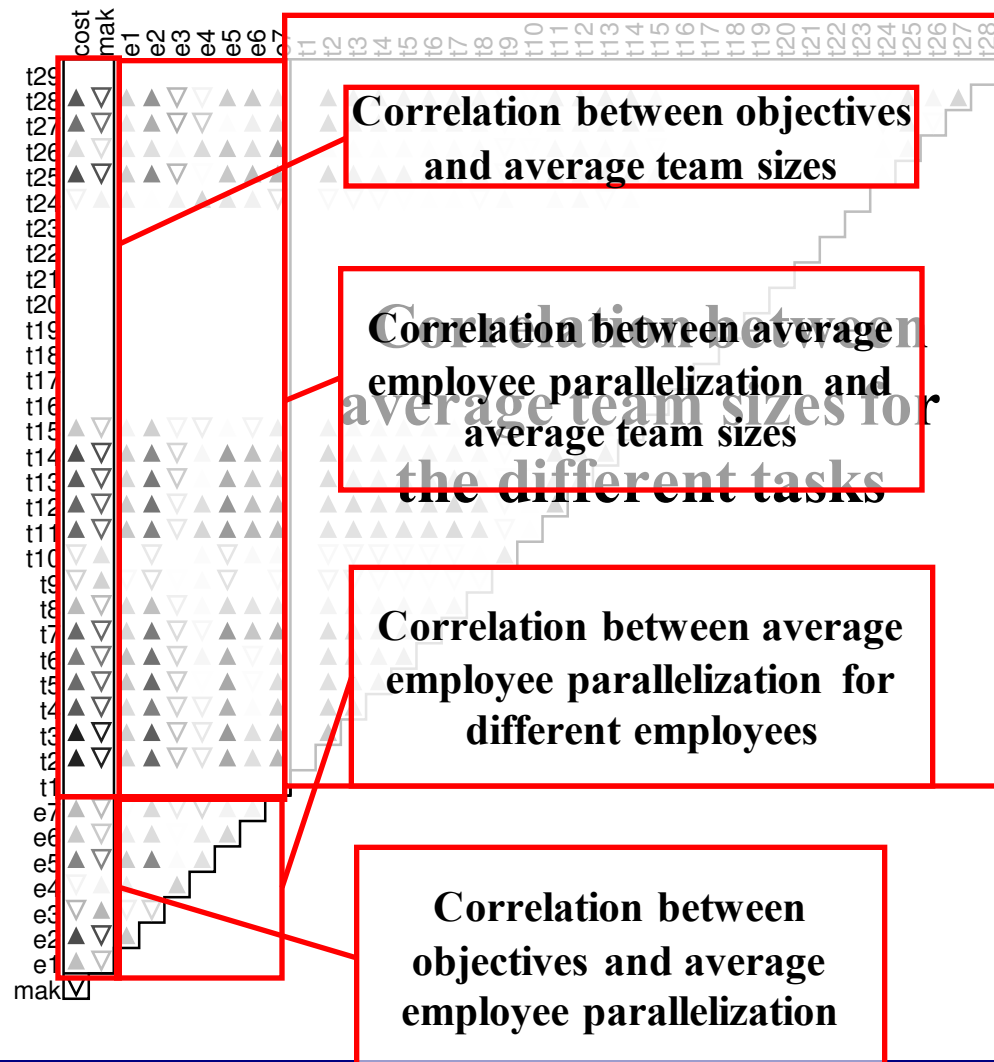 cost mak e1 e2 e3 e4 e5 e6 e7 t1 t2 t3 t4 t5 t6 t7 t8 t9 t10 t11 t12 t13 t14 t15 t16 t17 t18 t19 t20 t21 t22 t23 t24 t25 t26 t27 t28
t29
t28
t27
t26
t25
t24
t23
t22
t21
t20
t19
t18
t17
t16
t15
t14
t13
t12
t11
t10
t9
t8
t7
t6
t5
t4
t3
t2
t1
e7
e6
e5
e4
e3
e2
e1
mak
Correlation between objectives
and average team sizes
Correlation between
average team sizes for
the different tasks
Correlation between average
employee parallelization and
average team sizes
Correlation between average
employee parallelization for
different employees
Correlation between
objectives and average
employee parallelization